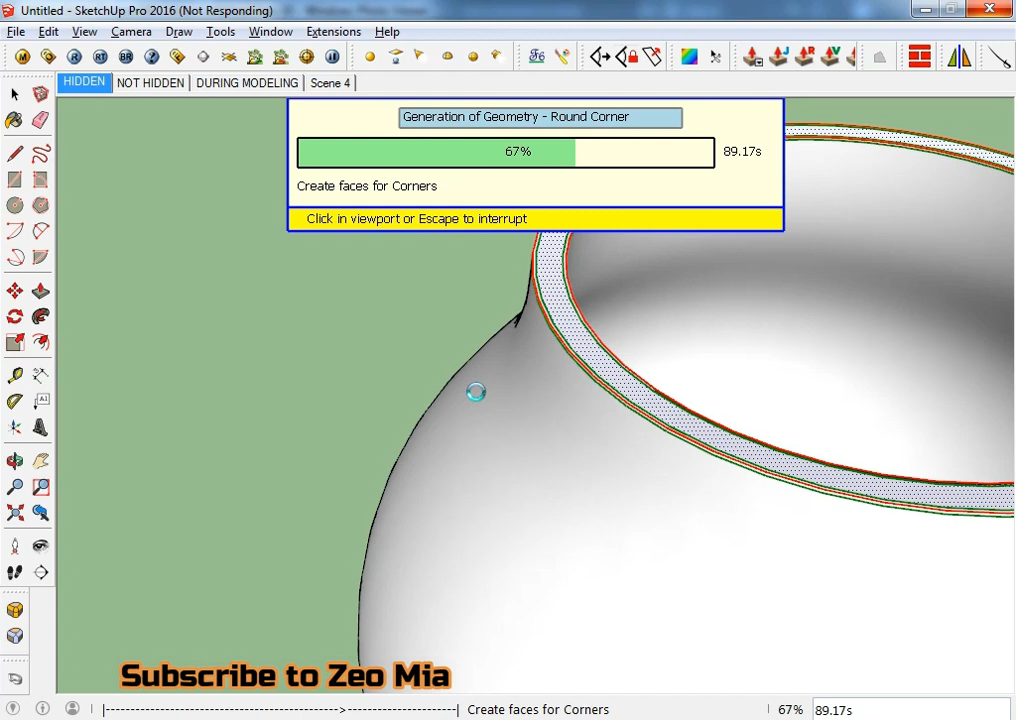 Untitled - SketchUp Pro 2016 (Not Responding)
File Edit View Camera Draw Tools Window Extensions Help
HIDDEN NOT HIDDEN DURING MODELING Scene 4
Generation of Geometry - Round Corner
67% 89.17s
Create faces for Corners
Click in viewport or Escape to interrupt
Subscribe to Zeo Mia
|---------------------------------------->--------------------| Create faces for Corners 67% 89.17s